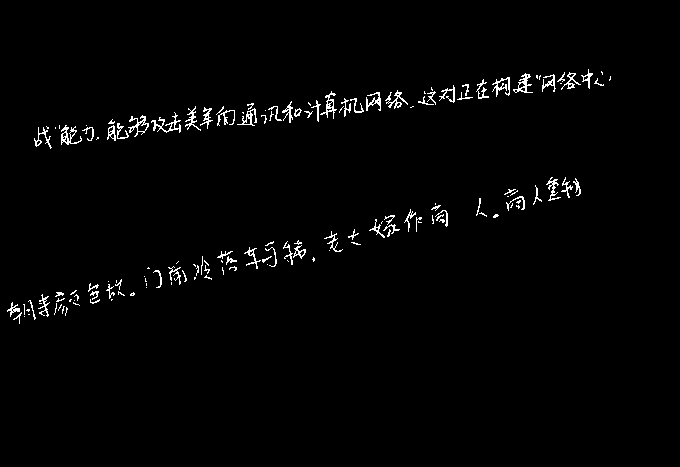 战"能力,能够攻击美军的通讯和计算机网络。这对正在构建"网络中心
朝来颜色故。门前冷落车马稀,老大嫁作商 人。商人重利